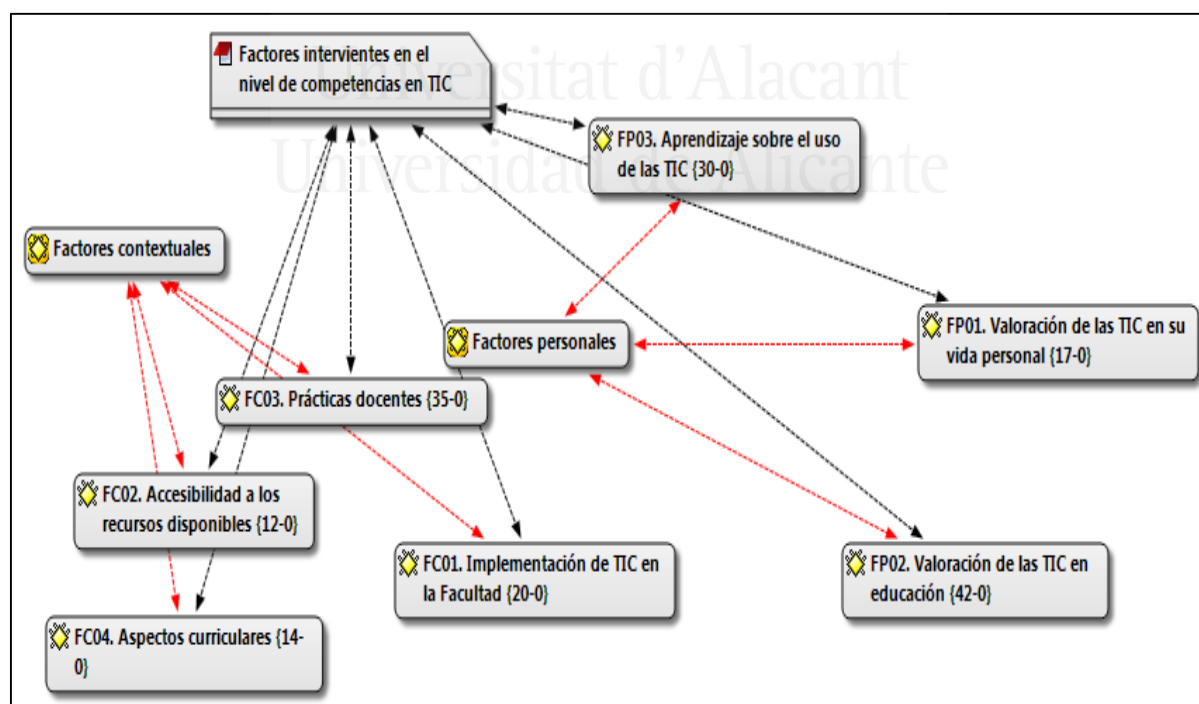 Factores intervientes en el
nivel de competencias en TIC
Universitat d'Alacant
Universidad de Alicante
FP03. Aprendizaje sobre el uso
de las TIC {30-0}
Factores contextuales
FP01. Valoración de las TIC en su
vida personal {17-0}
Factores personales
FC03. Prácticas docentes {35-0}
FC02. Accesibilidad a los
recursos disponibles {12-0}
FC01. Implementación de TIC en
la Facultad {20-0}
FP02. Valoración de las TIC en
educación {42-0}
FC04. Aspectos curriculares {14-
0}